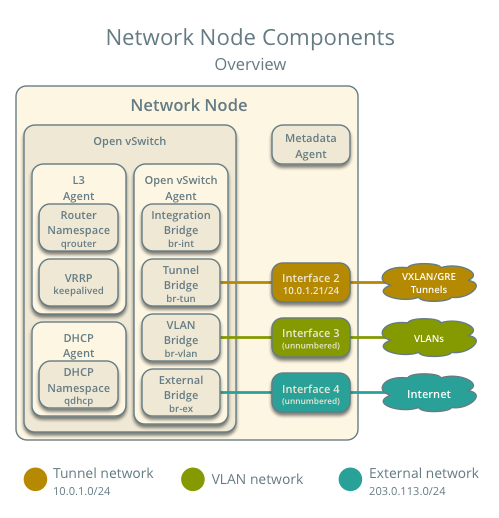 Network Node Components
Overview
Network Node
Open vSwitch
Metadata
Agent
L3
Agent
Router
Namespace
qrouter
VRRP
keepalived
DHCP
Agent
DHCP
Namespace
qdhcp
Open vSwitch
Agent
Integration
Bridge
br-int
Tunnel
Bridge
br-tun
VLAN
Bridge
br-vlan
External
Bridge
br-ex
Interface 2
10.0.1.21/24
VXLAN/GRE
Tunnels
Interface 3
(unnumbered)
VLANs
Interface 4
(unnumbered)
Internet
Tunnel network
10.0.1.0/24
VLAN network
External network
203.0.113.0/24